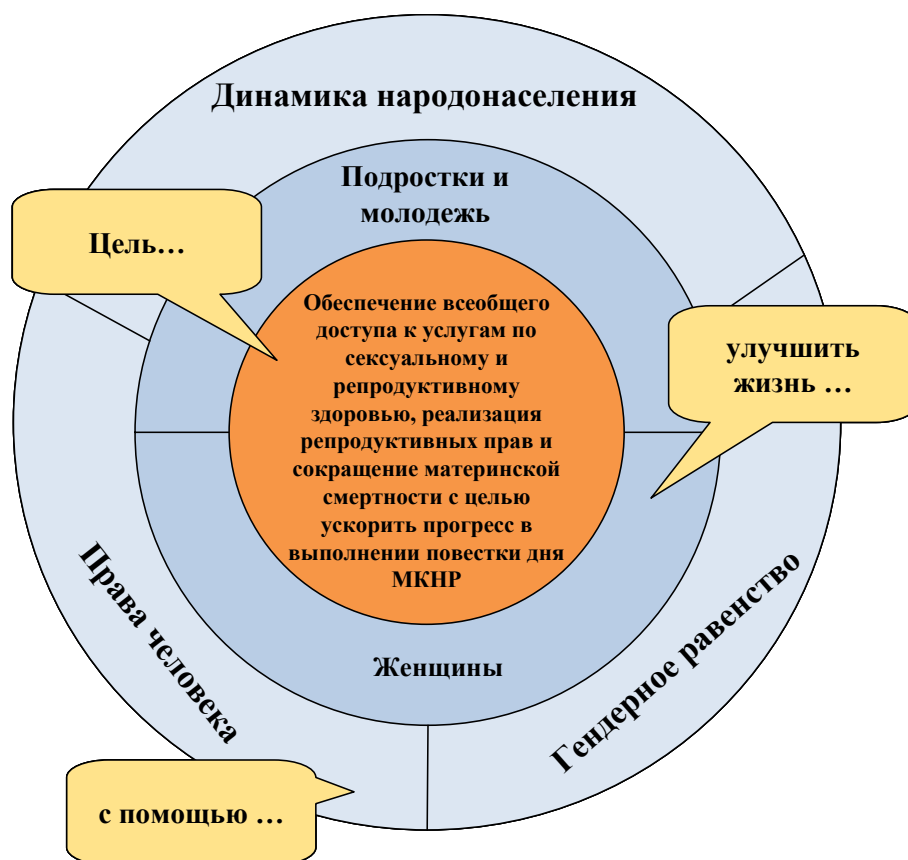 Динамика народонаселения
Подростки и
молодежь
Цель…
Обеспечение всеобщего
доступа к услугам по
сексуальному и
репродуктивному
здоровью, реализация
репродуктивных прав и
сокращение материнской
смертности с целью
ускорить прогресс в
выполнении повестки дня
МКНР
улучшить
жизнь …
Права человека
Женщины
Гендерное равенство
с помощью …